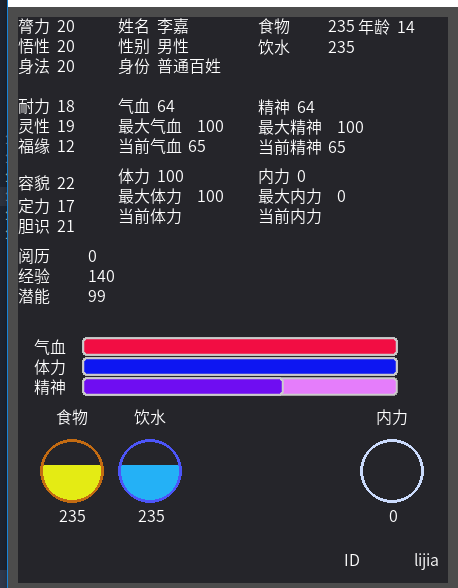 膂力 20 姓名 李嘉 食物 235 年龄 14
悟性 20 性别 男性 饮水 235
身法 20 身份 普通百姓
耐力 18 气血 64 精神 64
灵性 19 最大气血 100 最大精神 100
福缘 12 当前气血 65 当前精神 65
容貌 22 体力 100 内力 0
定力 17 最大体力 100 最大内力 0
胆识 21 当前体力 当前内力
阅历 0
经验 140
潜能 99
气血
体力
精神
食物 饮水 内力
235 235 0
ID lijia